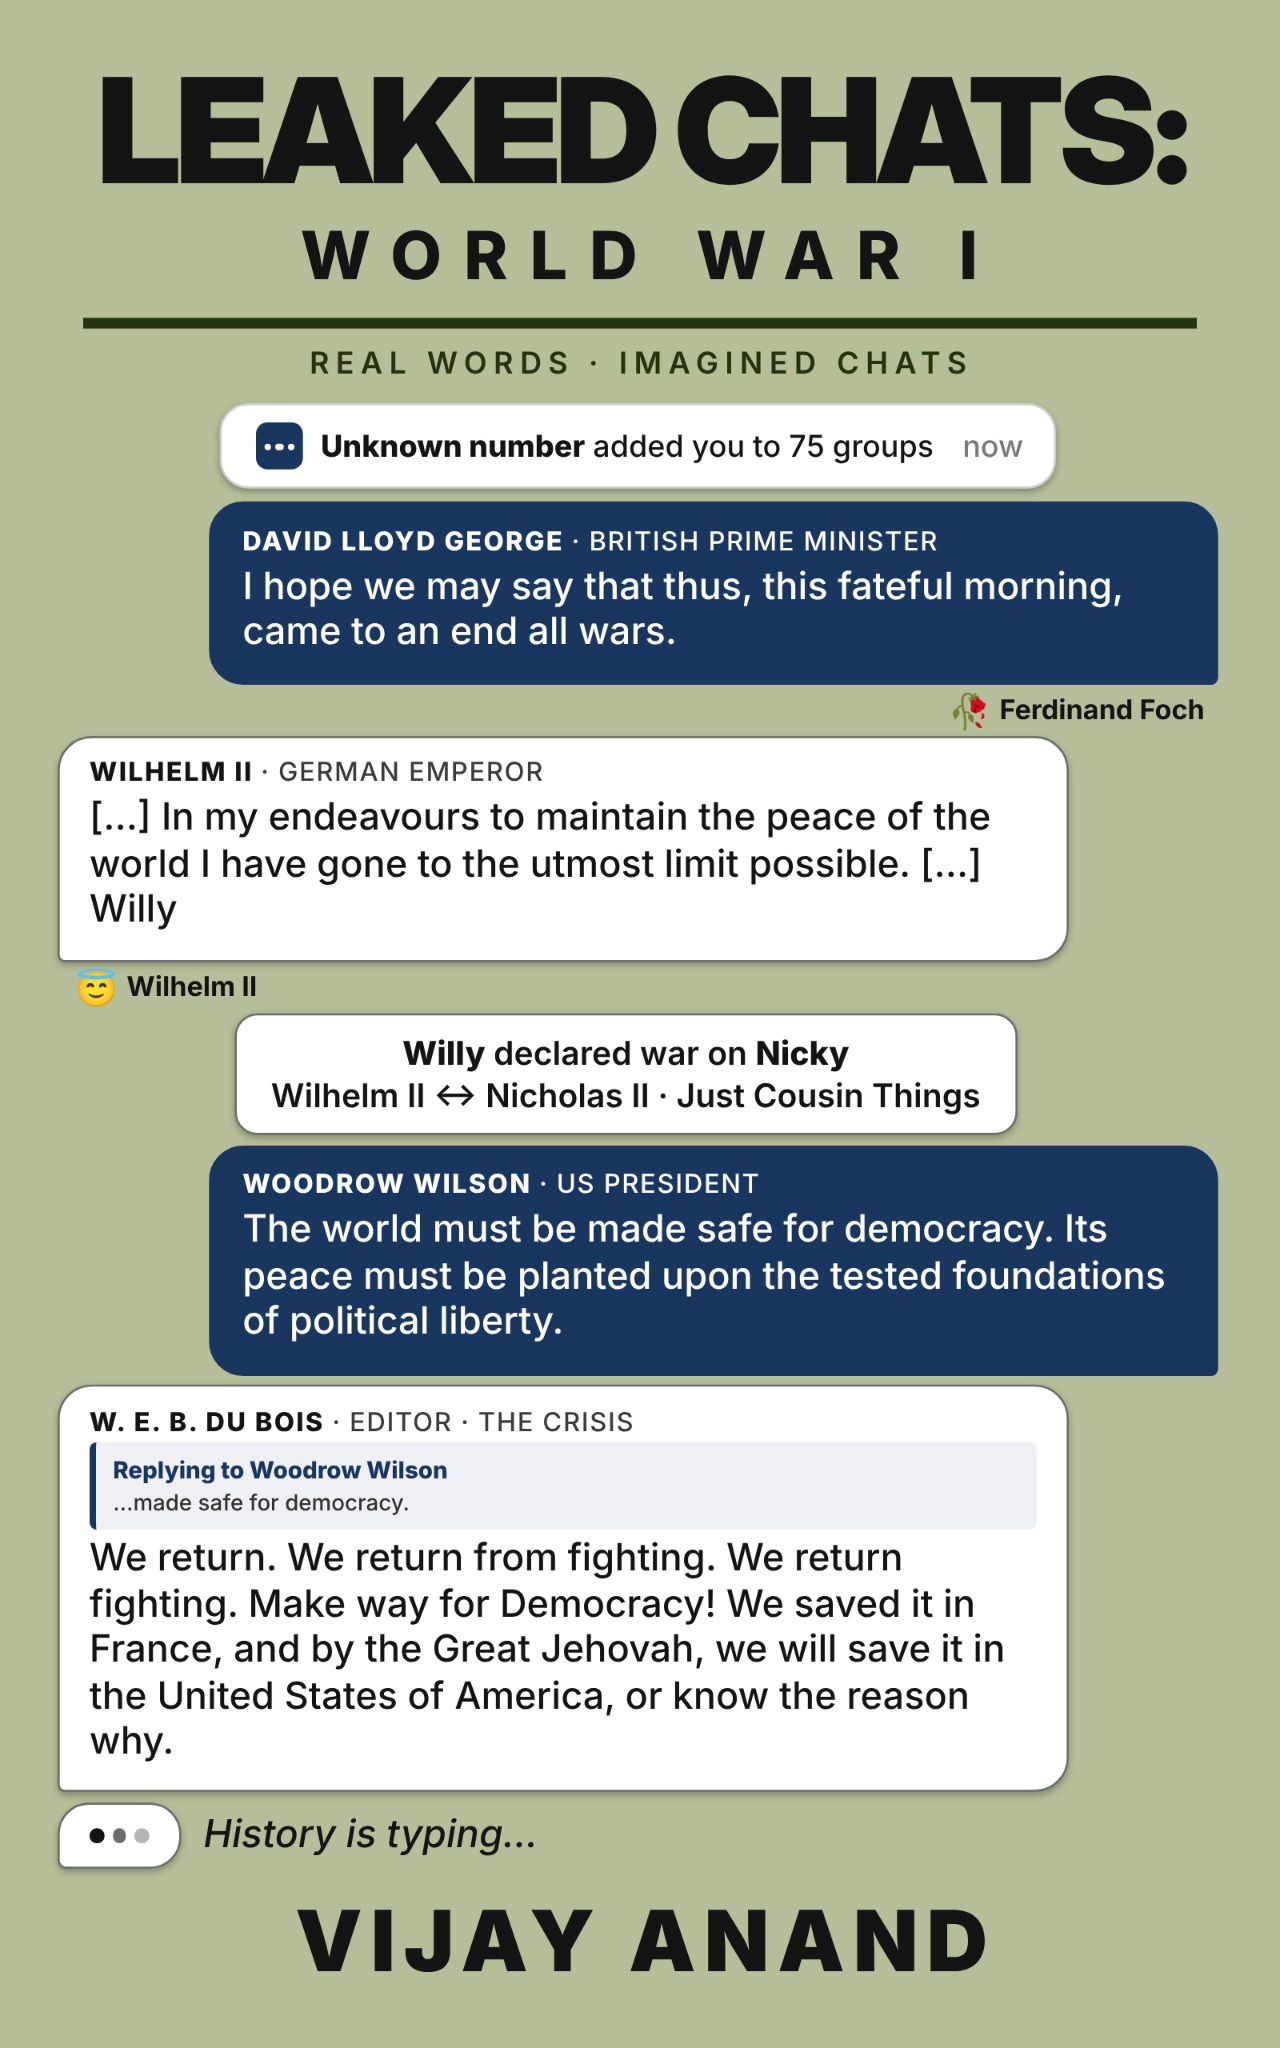 LEAKED CHATS:
WORLD WAR I
REAL WORDS · IMAGINED CHATS
Unknown number added you to 75 groups now
DAVID LLOYD GEORGE · BRITISH PRIME MINISTER
I hope we may say that thus, this fateful morning,
came to an end all wars.
🥀 Ferdinand Foch
WILHELM II · GERMAN EMPEROR
[...] In my endeavours to maintain the peace of the
world I have gone to the utmost limit possible. [...]
Willy
😇 Wilhelm II
Willy declared war on Nicky
Wilhelm II ↔ Nicholas II · Just Cousin Things
WOODROW WILSON · US PRESIDENT
The world must be made safe for democracy. Its
peace must be planted upon the tested foundations
of political liberty.
W. E. B. DU BOIS · EDITOR · THE CRISIS
Replying to Woodrow Wilson
...made safe for democracy.
We return. We return from fighting. We return
fighting. Make way for Democracy! We saved it in
France, and by the Great Jehovah, we will save it in
the United States of America, or know the reason
why.
History is typing...
VIJAY ANAND